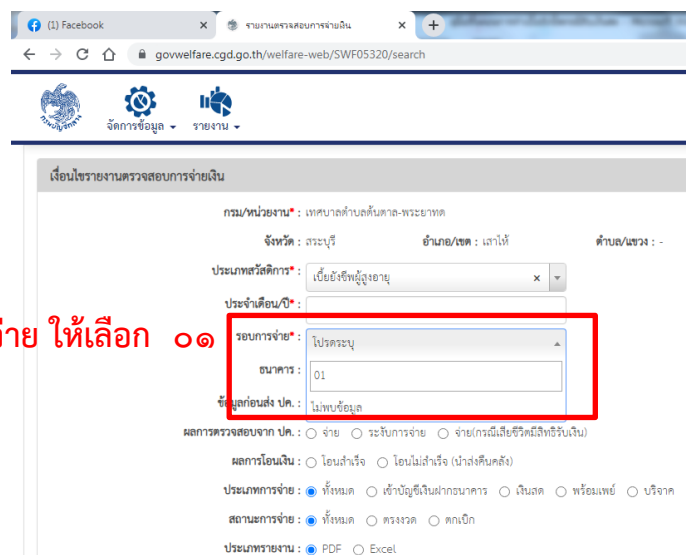 (1) Facebook
รายงานตรวจสอบการจ่ายเงิน
govwelfare.cgd.go.th/welfare-web/SWF05320/search
กรมบัญชีกลาง
จัดการข้อมูล
รายงาน
เงื่อนไขรายงานตรวจสอบการจ่ายเงิน
กรม/หน่วยงาน* : เทศบาลตำบลต้นตาล-พระยาทด
จังหวัด : สระบุรี อำเภอ/เขต : เสาไห้ ตำบล/แขวง : -
ประเภทสวัสดิการ* : เบี้ยยังชีพผู้สูงอายุ
ประจำเดือน/ปี* :
ให้เลือก ๐๑
รอบการจ่าย* : โปรดระบุ
ธนาคาร : 01
ข้อมูลก่อนส่ง ปค. : ไม่พบข้อมูล
ผลการตรวจสอบจาก ปค. : จ่าย ระงับการจ่าย จ่าย(กรณีเสียชีวิตมีสิทธิรับเงิน)
ผลการโอนเงิน : โอนสำเร็จ โอนไม่สำเร็จ (นำส่งคืนคลัง)
ประเภทการจ่าย : ทั้งหมด เข้าบัญชีเงินฝากธนาคาร เงินสด พร้อมเพย์ บริจาค
สถานะการจ่าย : ทั้งหมด ตรงงวด ตกเบิก
ประเภทรายงาน : PDF Excel